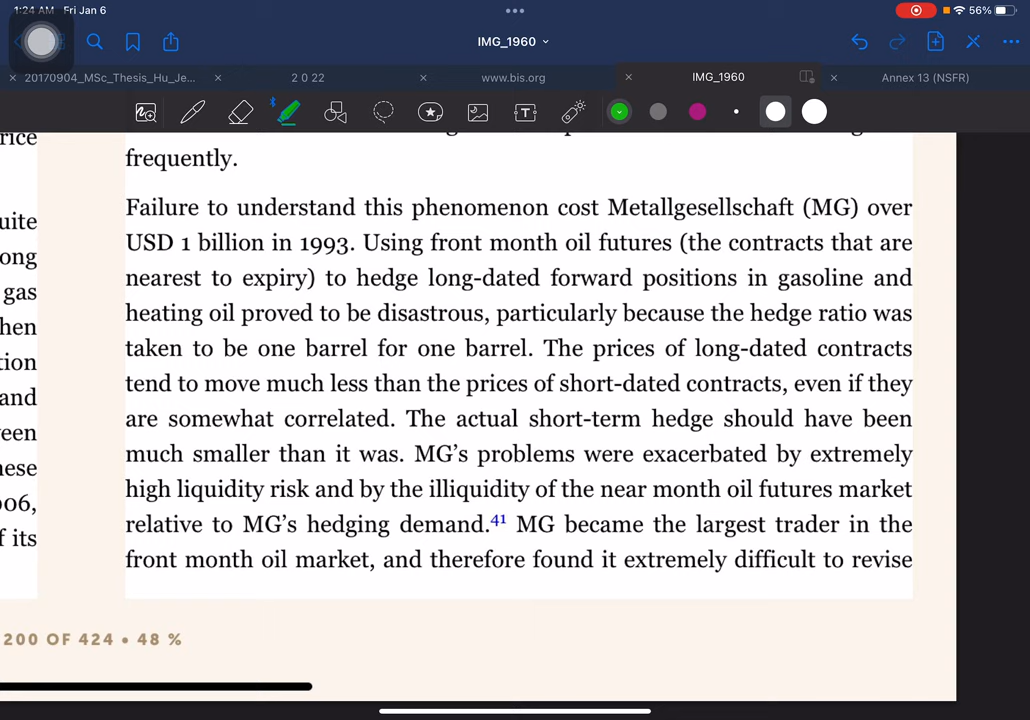 1:24 AM Fri Jan 6
56%
IMG_1960
20170904_MSc_Thesis_Hu_Je...
2 0 22
www.bis.org
IMG_1960
Annex 13 (NSFR)
rice
uite
ong
gas
hen
tion
and
een
nese
006,
f its
frequently.
Failure to understand this phenomenon cost Metallgesellschaft (MG) over
USD 1 billion in 1993. Using front month oil futures (the contracts that are
nearest to expiry) to hedge long-dated forward positions in gasoline and
heating oil proved to be disastrous, particularly because the hedge ratio was
taken to be one barrel for one barrel. The prices of long-dated contracts
tend to move much less than the prices of short-dated contracts, even if they
are somewhat correlated. The actual short-term hedge should have been
much smaller than it was. MG's problems were exacerbated by extremely
high liquidity risk and by the illiquidity of the near month oil futures market
relative to MG's hedging demand.41 MG became the largest trader in the
front month oil market, and therefore found it extremely difficult to revise
200 OF 424 • 48 %